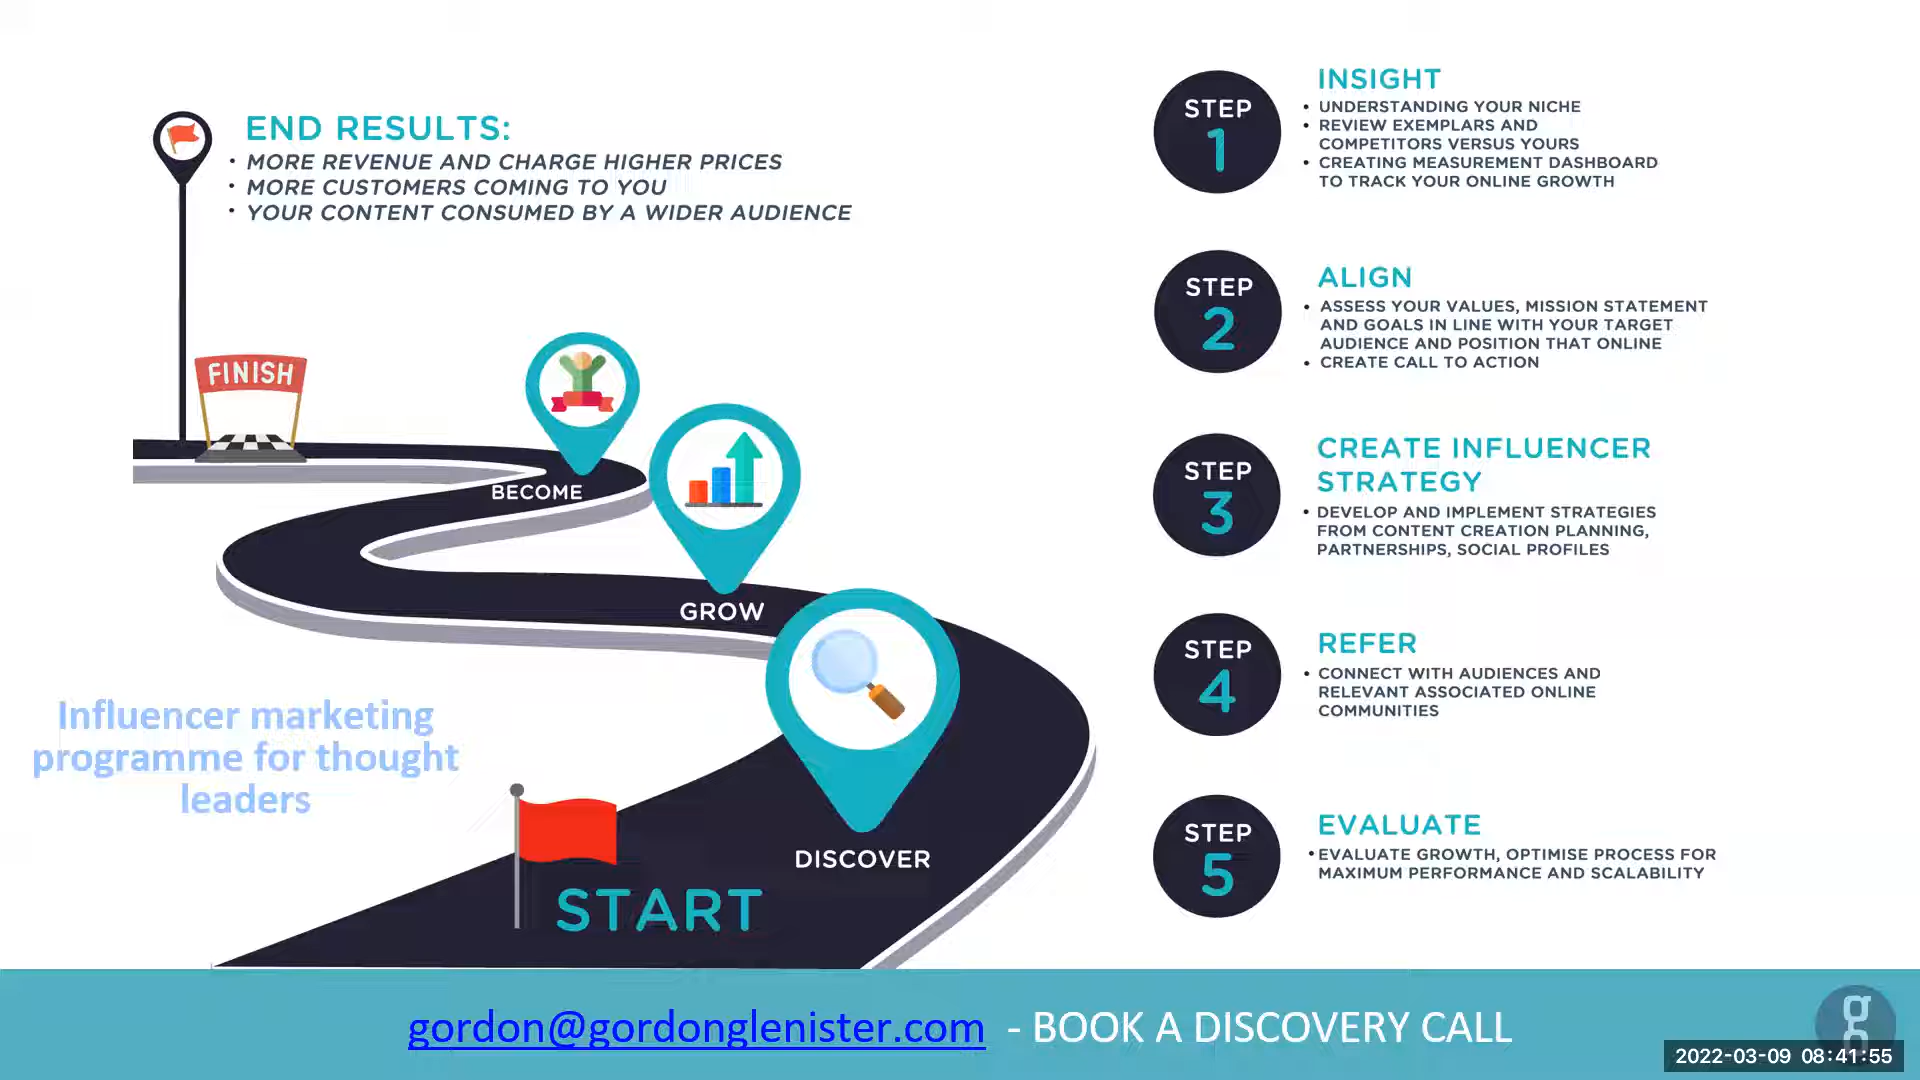 END RESULTS:
• MORE REVENUE AND CHARGE HIGHER PRICES
• MORE CUSTOMERS COMING TO YOU
• YOUR CONTENT CONSUMED BY A WIDER AUDIENCE
FINISH
BECOME
GROW
DISCOVER
START
Influencer marketing
programme for thought
leaders
STEP
1
INSIGHT
• UNDERSTANDING YOUR NICHE
• REVIEW EXEMPLARS AND
COMPETITORS VERSUS YOURS
• CREATING MEASUREMENT DASHBOARD
TO TRACK YOUR ONLINE GROWTH
STEP
2
ALIGN
• ASSESS YOUR VALUES, MISSION STATEMENT
AND GOALS IN LINE WITH YOUR TARGET
AUDIENCE AND POSITION THAT ONLINE
• CREATE CALL TO ACTION
STEP
3
CREATE INFLUENCER
STRATEGY
• DEVELOP AND IMPLEMENT STRATEGIES
FROM CONTENT CREATION PLANNING,
PARTNERSHIPS, SOCIAL PROFILES
STEP
4
REFER
• CONNECT WITH AUDIENCES AND
RELEVANT ASSOCIATED ONLINE
COMMUNITIES
STEP
5
EVALUATE
• EVALUATE GROWTH, OPTIMISE PROCESS FOR
MAXIMUM PERFORMANCE AND SCALABILITY
gordon@gordonglenister.com - BOOK A DISCOVERY CALL
g
2022-03-09 08:41:55